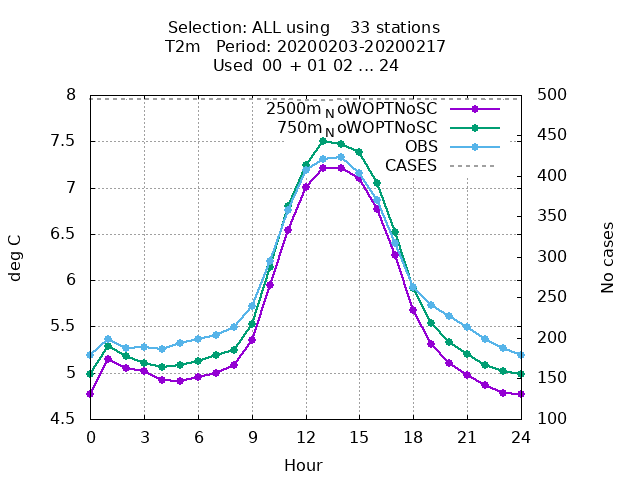 Selection: ALL using 33 stations
T2m Period: 20200203-20200217
Used 00 + 01 02 ... 24
8 500
2500m_NoWOPTNoSC
750m_NoWOPTNoSC
OBS
CASES
7.5 450
7 400
6.5 350
6 300
5.5 250
5 200
4.5 150
100
deg C
No cases
0 3 6 9 12 15 18 21 24
Hour